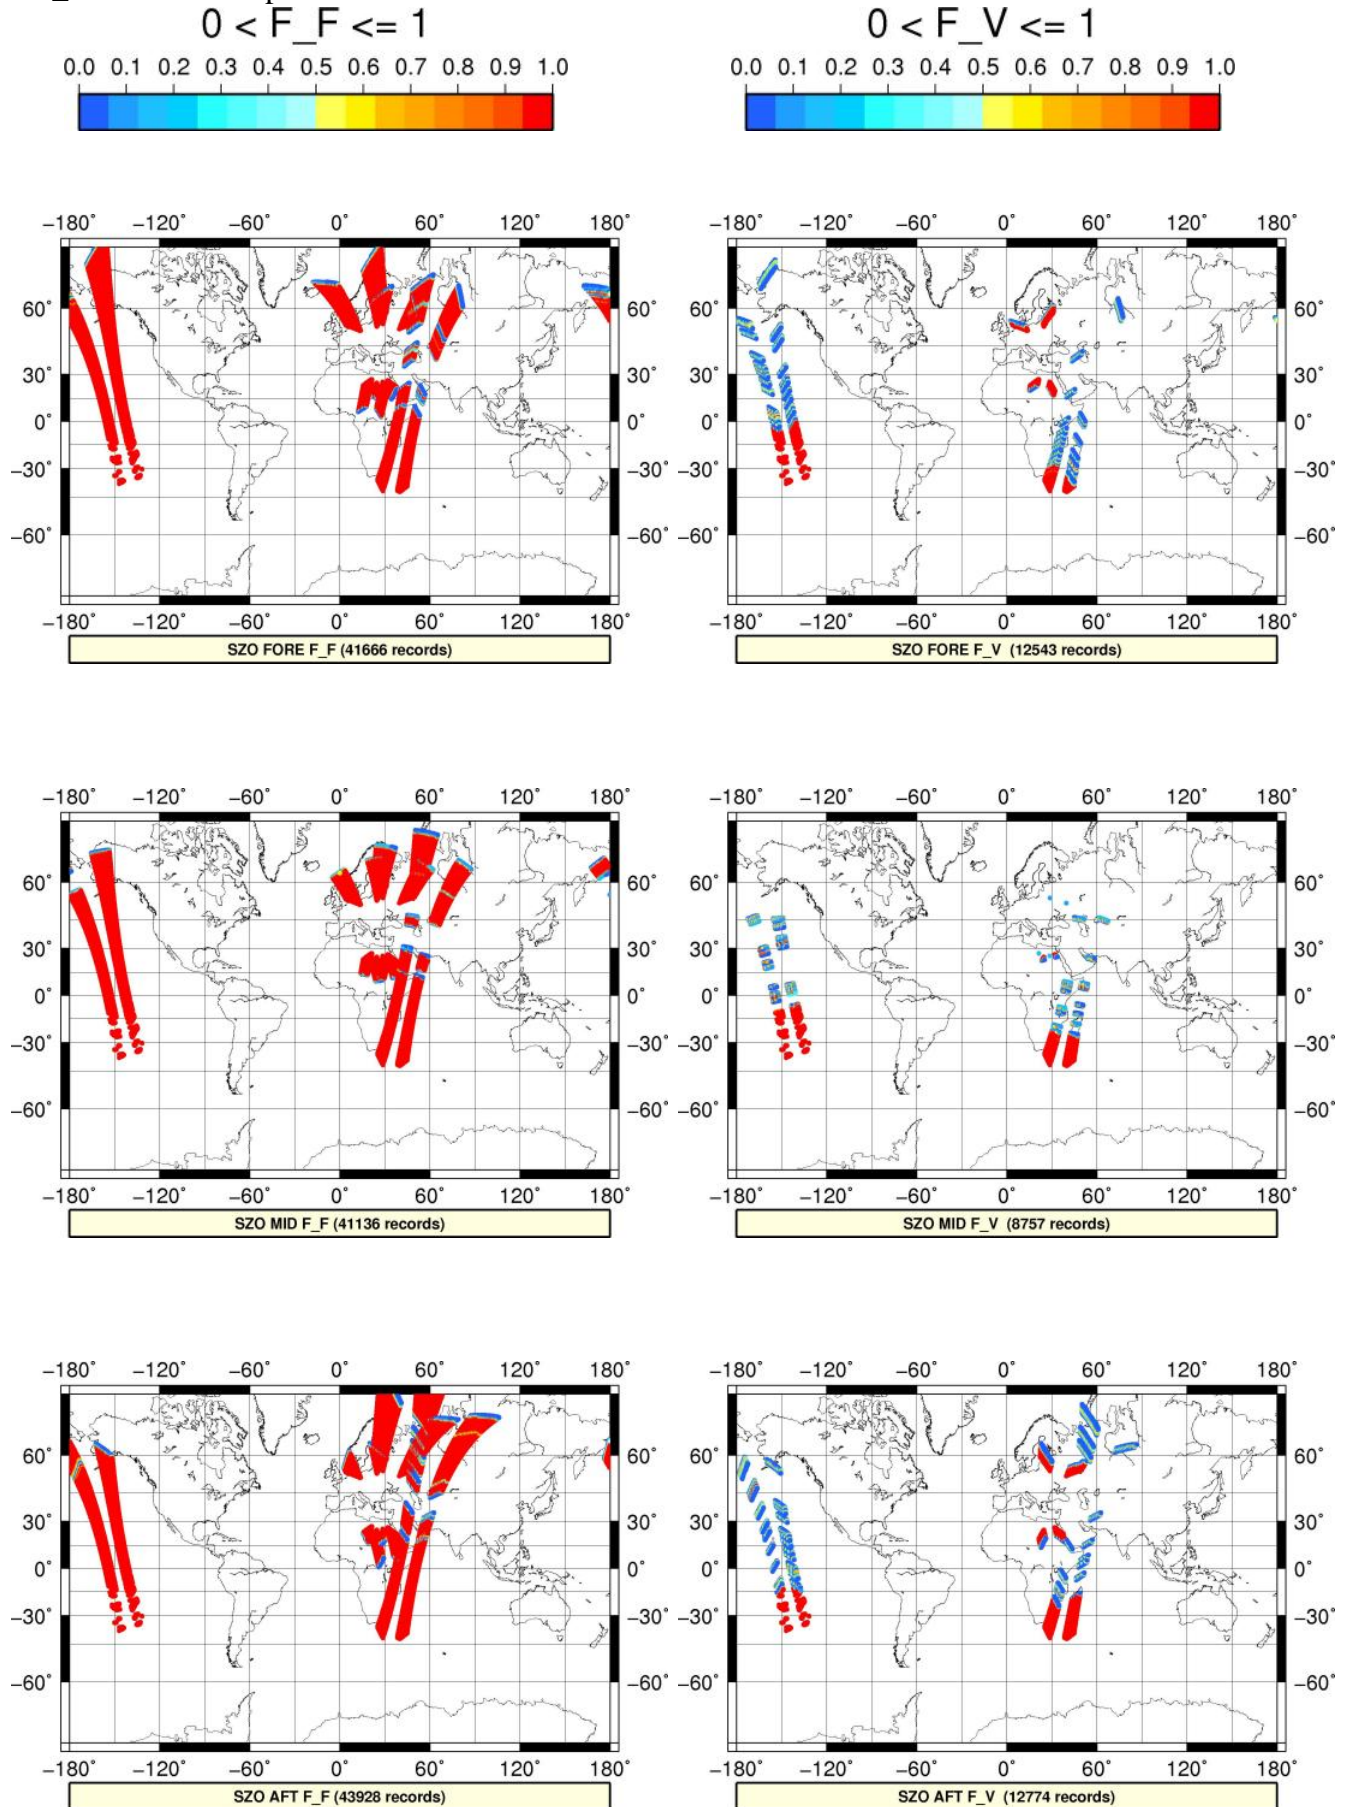 0 < F_F <= 1
0 < F_V <= 1
0.0 0.1 0.2 0.3 0.4 0.5 0.6 0.7 0.8 0.9 1.0
0.0 0.1 0.2 0.3 0.4 0.5 0.6 0.7 0.8 0.9 1.0
−180˚ −120˚ −60˚ 0˚ 60˚ 120˚ 180˚
−180˚ −120˚ −60˚ 0˚ 60˚ 120˚ 180˚
60˚ 60˚ 60˚ 60˚
30˚ 30˚ 30˚ 30˚
0˚ 0˚ 0˚ 0˚
−30˚ −30˚ −30˚ −30˚
−60˚ −60˚ −60˚ −60˚
−180˚ −120˚ −60˚ 0˚ 60˚ 120˚ 180˚
−180˚ −120˚ −60˚ 0˚ 60˚ 120˚ 180˚
SZO FORE F_F (41666 records)
SZO FORE F_V (12543 records)
−180˚ −120˚ −60˚ 0˚ 60˚ 120˚ 180˚
−180˚ −120˚ −60˚ 0˚ 60˚ 120˚ 180˚
60˚ 60˚ 60˚ 60˚
30˚ 30˚ 30˚ 30˚
0˚ 0˚ 0˚ 0˚
−30˚ −30˚ −30˚ −30˚
−60˚ −60˚ −60˚ −60˚
−180˚ −120˚ −60˚ 0˚ 60˚ 120˚ 180˚
−180˚ −120˚ −60˚ 0˚ 60˚ 120˚ 180˚
SZO MID F_F (41136 records)
SZO MID F_V (8757 records)
−180˚ −120˚ −60˚ 0˚ 60˚ 120˚ 180˚
−180˚ −120˚ −60˚ 0˚ 60˚ 120˚ 180˚
60˚ 60˚ 60˚ 60˚
30˚ 30˚ 30˚ 30˚
0˚ 0˚ 0˚ 0˚
−30˚ −30˚ −30˚ −30˚
−60˚ −60˚ −60˚ −60˚
−180˚ −120˚ −60˚ 0˚ 60˚ 120˚ 180˚
−180˚ −120˚ −60˚ 0˚ 60˚ 120˚ 180˚
SZO AFT F_F (43928 records)
SZO AFT F_V (12774 records)